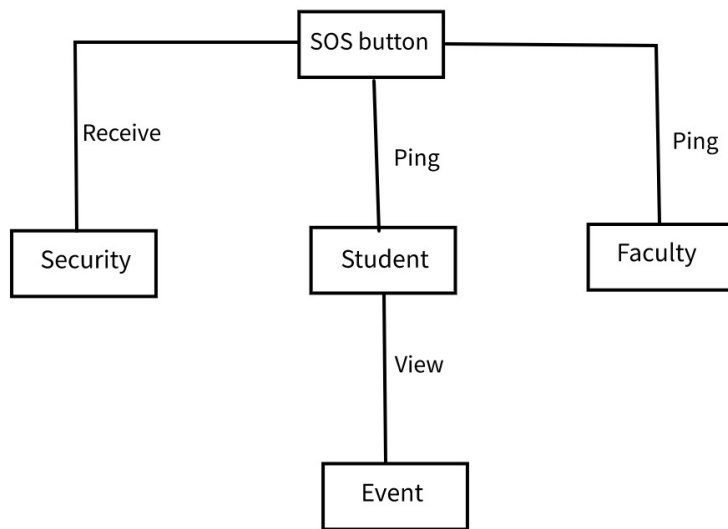 SOS button
Receive
Ping
Ping
Security
Student
Faculty
View
Event